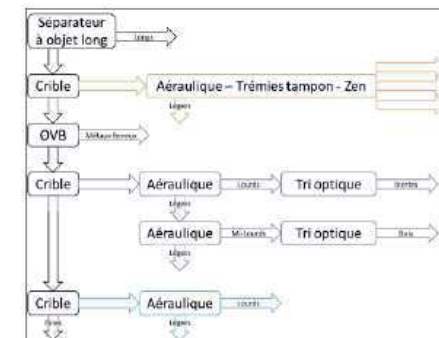 Séparateur
à objet long
Longs
Crible
Aéraulique – Trémies tampon - Zen
Légers
OVB
Métaux ferreux
Crible
Aéraulique
Lourds
Tri optique
Inertes
Légers
Aéraulique
Mi-lourds
Tri optique
Bois
Légers
Crible
Aéraulique
Lourds
Fines
Légers